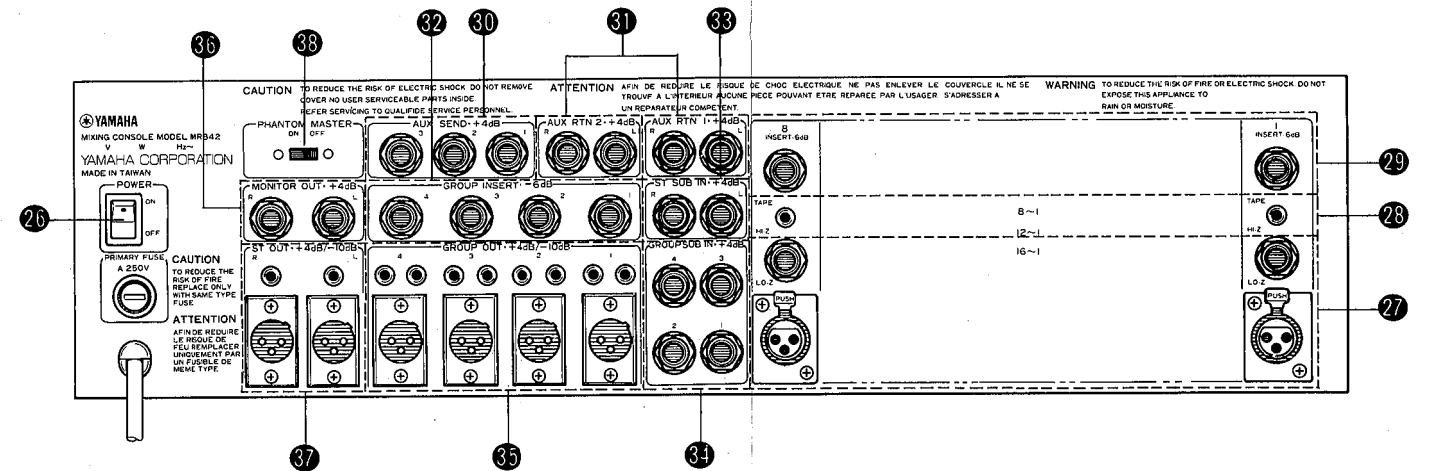 36
38
32
30
31
33
CAUTION TO REDUCE THE RISK OF ELECTRIC SHOCK DO NOT REMOVE
COVER NO USER SERVICEABLE PARTS INSIDE.
REFER SERVICING TO QUALIFIDE SERVICE PERSONNEL.
ATTENTION AFIN DE REDUIRE LE RISQUE DE CHOC ELECTRIQUE NE PAS ENLEVER LE COUVERCLE IL NE SE
TROUVF A L'INTERIEUR AUCUNE PIECE POUVANT ETRE REPAREE PAR L'USAGER. S'ADRESSER A
UN REPARATEUR COMPETENT.
WARNING TO REDUCE THE RISK OF FIRE OR ELECTRIC SHOCK. DO NOT
EXPOSE THIS APPLIANCE TO
RAIN OR MOISTURE.
YAMAHA
MIXING CONSOLE MODEL MR842
V W Hz~
YAMAHA CORPORATION
MADE IN TAIWAN
POWER
ON
OFF
26
PRIMARY FUSE
A 250V
CAUTION
TO REDUCE THE
RISK OF FIRE
REPLACE ONLY
WITH SAME TYPE
FUSE
ATTENTION
AFIN DE REDUIRE
LE RISQUE DE
FEU REMPLACER
UNIQUEMENT PAR
UN FUSIBLE DE
MEME TYPE.
PHANTOM MASTER
ON OFF
AUX SEND·+4dB
3 2 1
AUX RTN 2·+4dB
R L
AUX RTN 1·+4dB
R L
MONITOR OUT·+4dB
R L
GROUP INSERT·-6dB
4 3 2 1
ST SUB IN·+4dB
R L
ST OUT·+4dB/-10dB
R L
GROUP OUT·+4dB/-10dB
4 3 2 1
GROUP SUB IN·+4dB
4 3
2 1
8
INSERT·6dB
TAPE
HI-Z
LO-Z
PUSH
8~1
12~1
16~1
1
INSERT·6dB
TAPE
HI-Z
LO-Z
PUSH
29
28
27
37
35
34